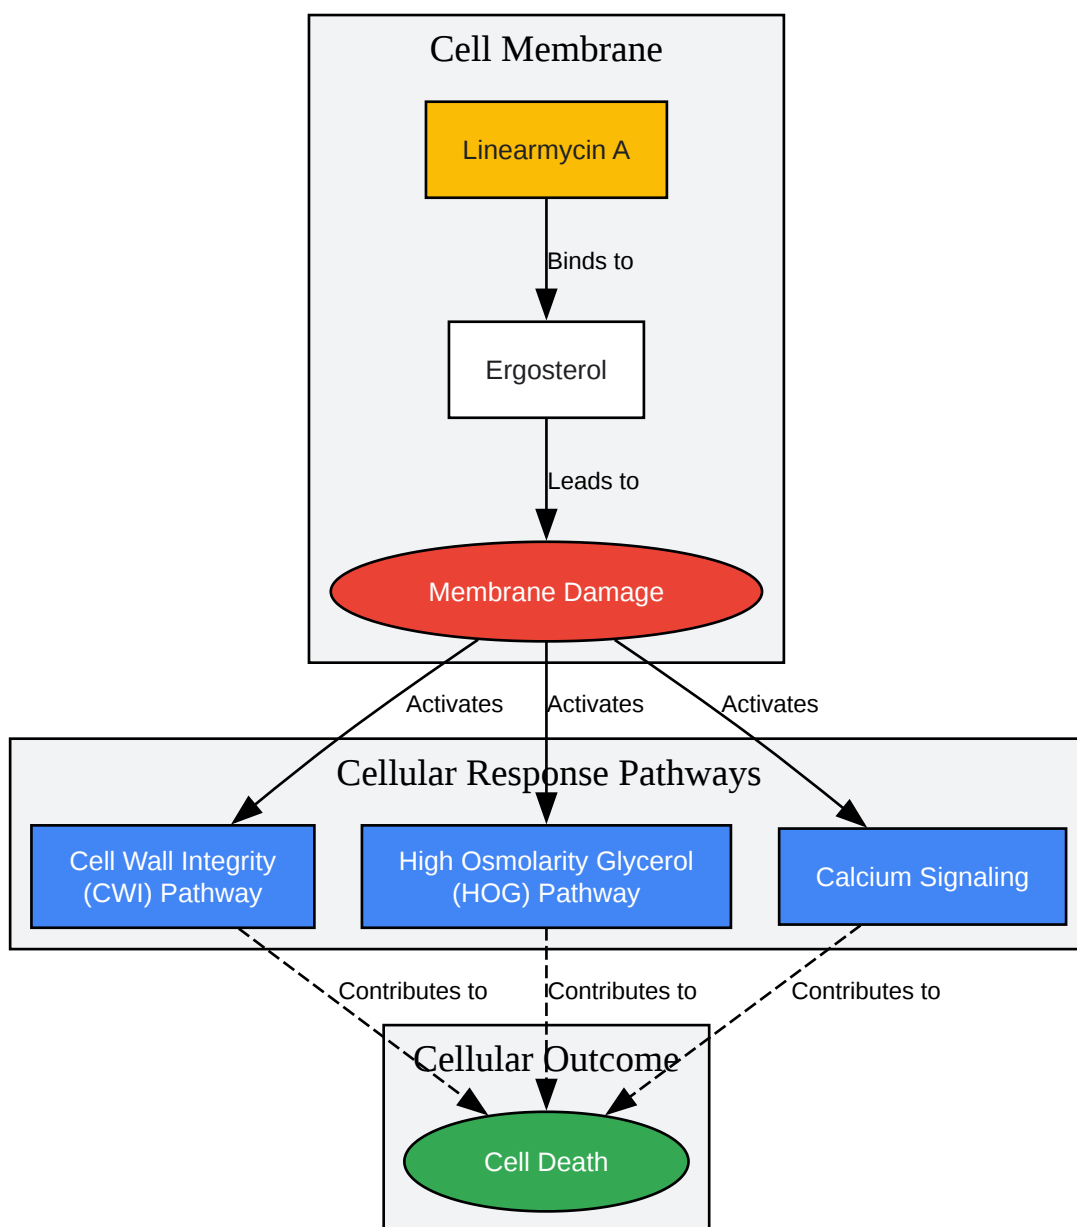 Cell Membrane
Linearmycin A
Binds to
Ergosterol
Leads to
Membrane Damage
Activates
Activates
Activates
Cellular Response Pathways
Cell Wall Integrity
(CWI) Pathway
High Osmolarity Glycerol
(HOG) Pathway
Calcium Signaling
Contributes to
Contributes to
Contributes to
Cellular Outcome
Cell Death